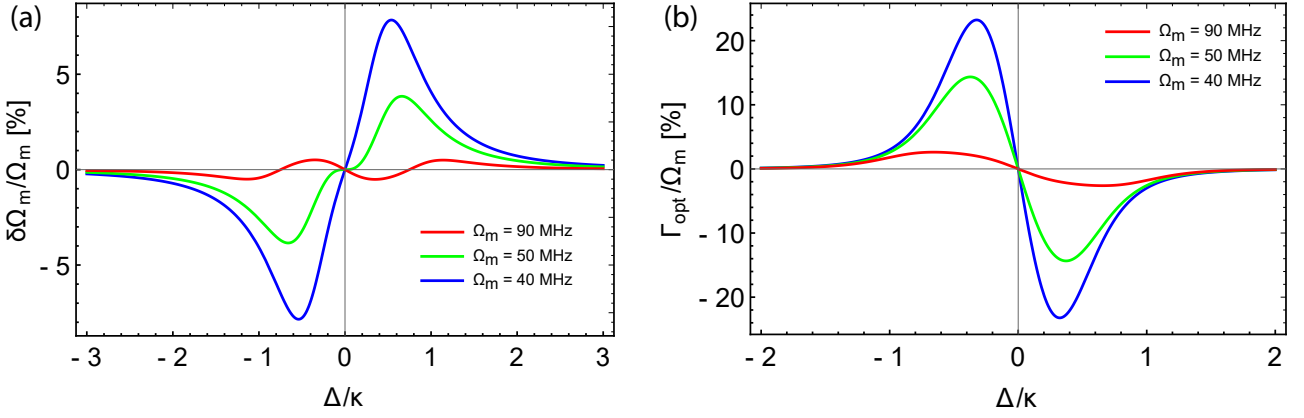 (a)
δΩm/Ωm [%]
5
0
- 5
Ωm = 90 MHz
Ωm = 50 MHz
Ωm = 40 MHz
- 3
- 2
- 1
0
1
2
3
Δ/κ
(b)
Γopt/Ωm [%]
20
10
0
- 10
- 20
Ωm = 90 MHz
Ωm = 50 MHz
Ωm = 40 MHz
- 2
- 1
0
1
2
Δ/κ